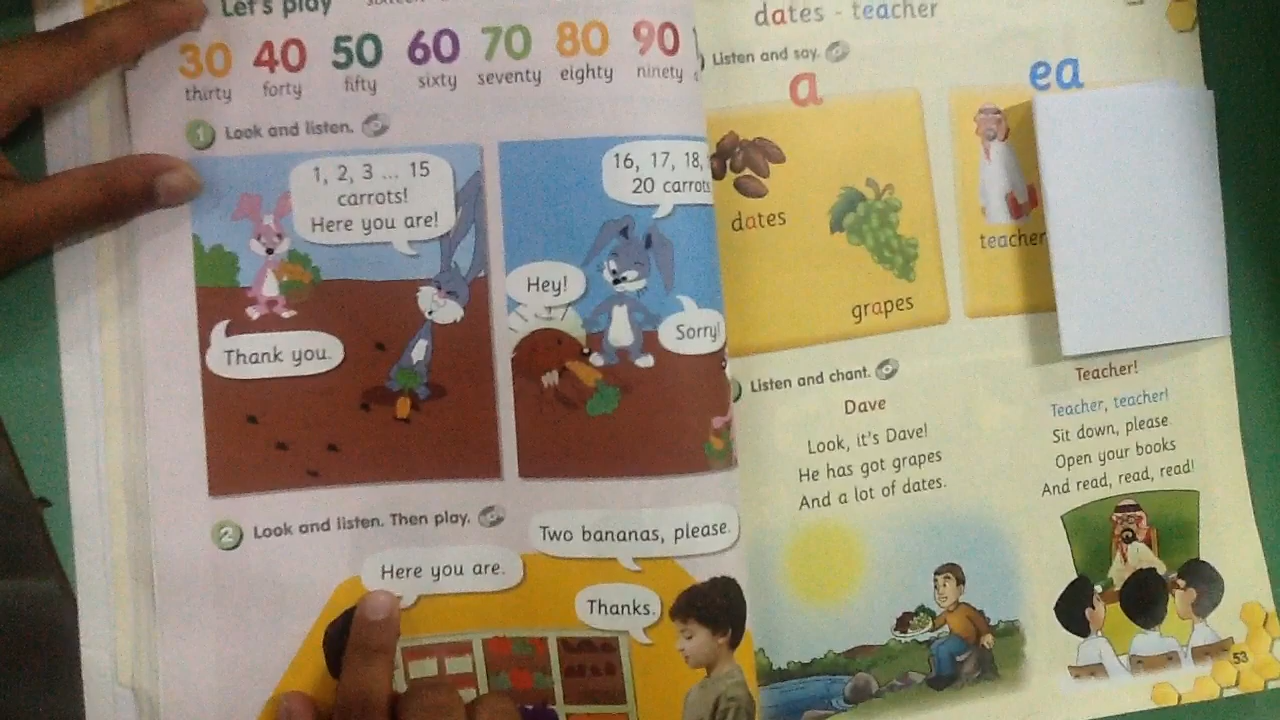 Let's play
30 40 50 60 70 80 90
thirty forty fifty sixty seventy eighty ninety
1 Look and listen.
1, 2, 3 ... 15
carrots!
Here you are!
Thank you.
16, 17, 18,
20 carrots
Hey!
Sorry!
2 Look and listen. Then play.
Two bananas, please.
Here you are.
Thanks.
dates - teacher
Listen and say.
a
ea
dates
grapes
teacher
Listen and chant.
Dave
Look, it's Dave!
He has got grapes
And a lot of dates.
Teacher!
Teacher, teacher!
Sit down, please
Open your books
And read, read, read!
53